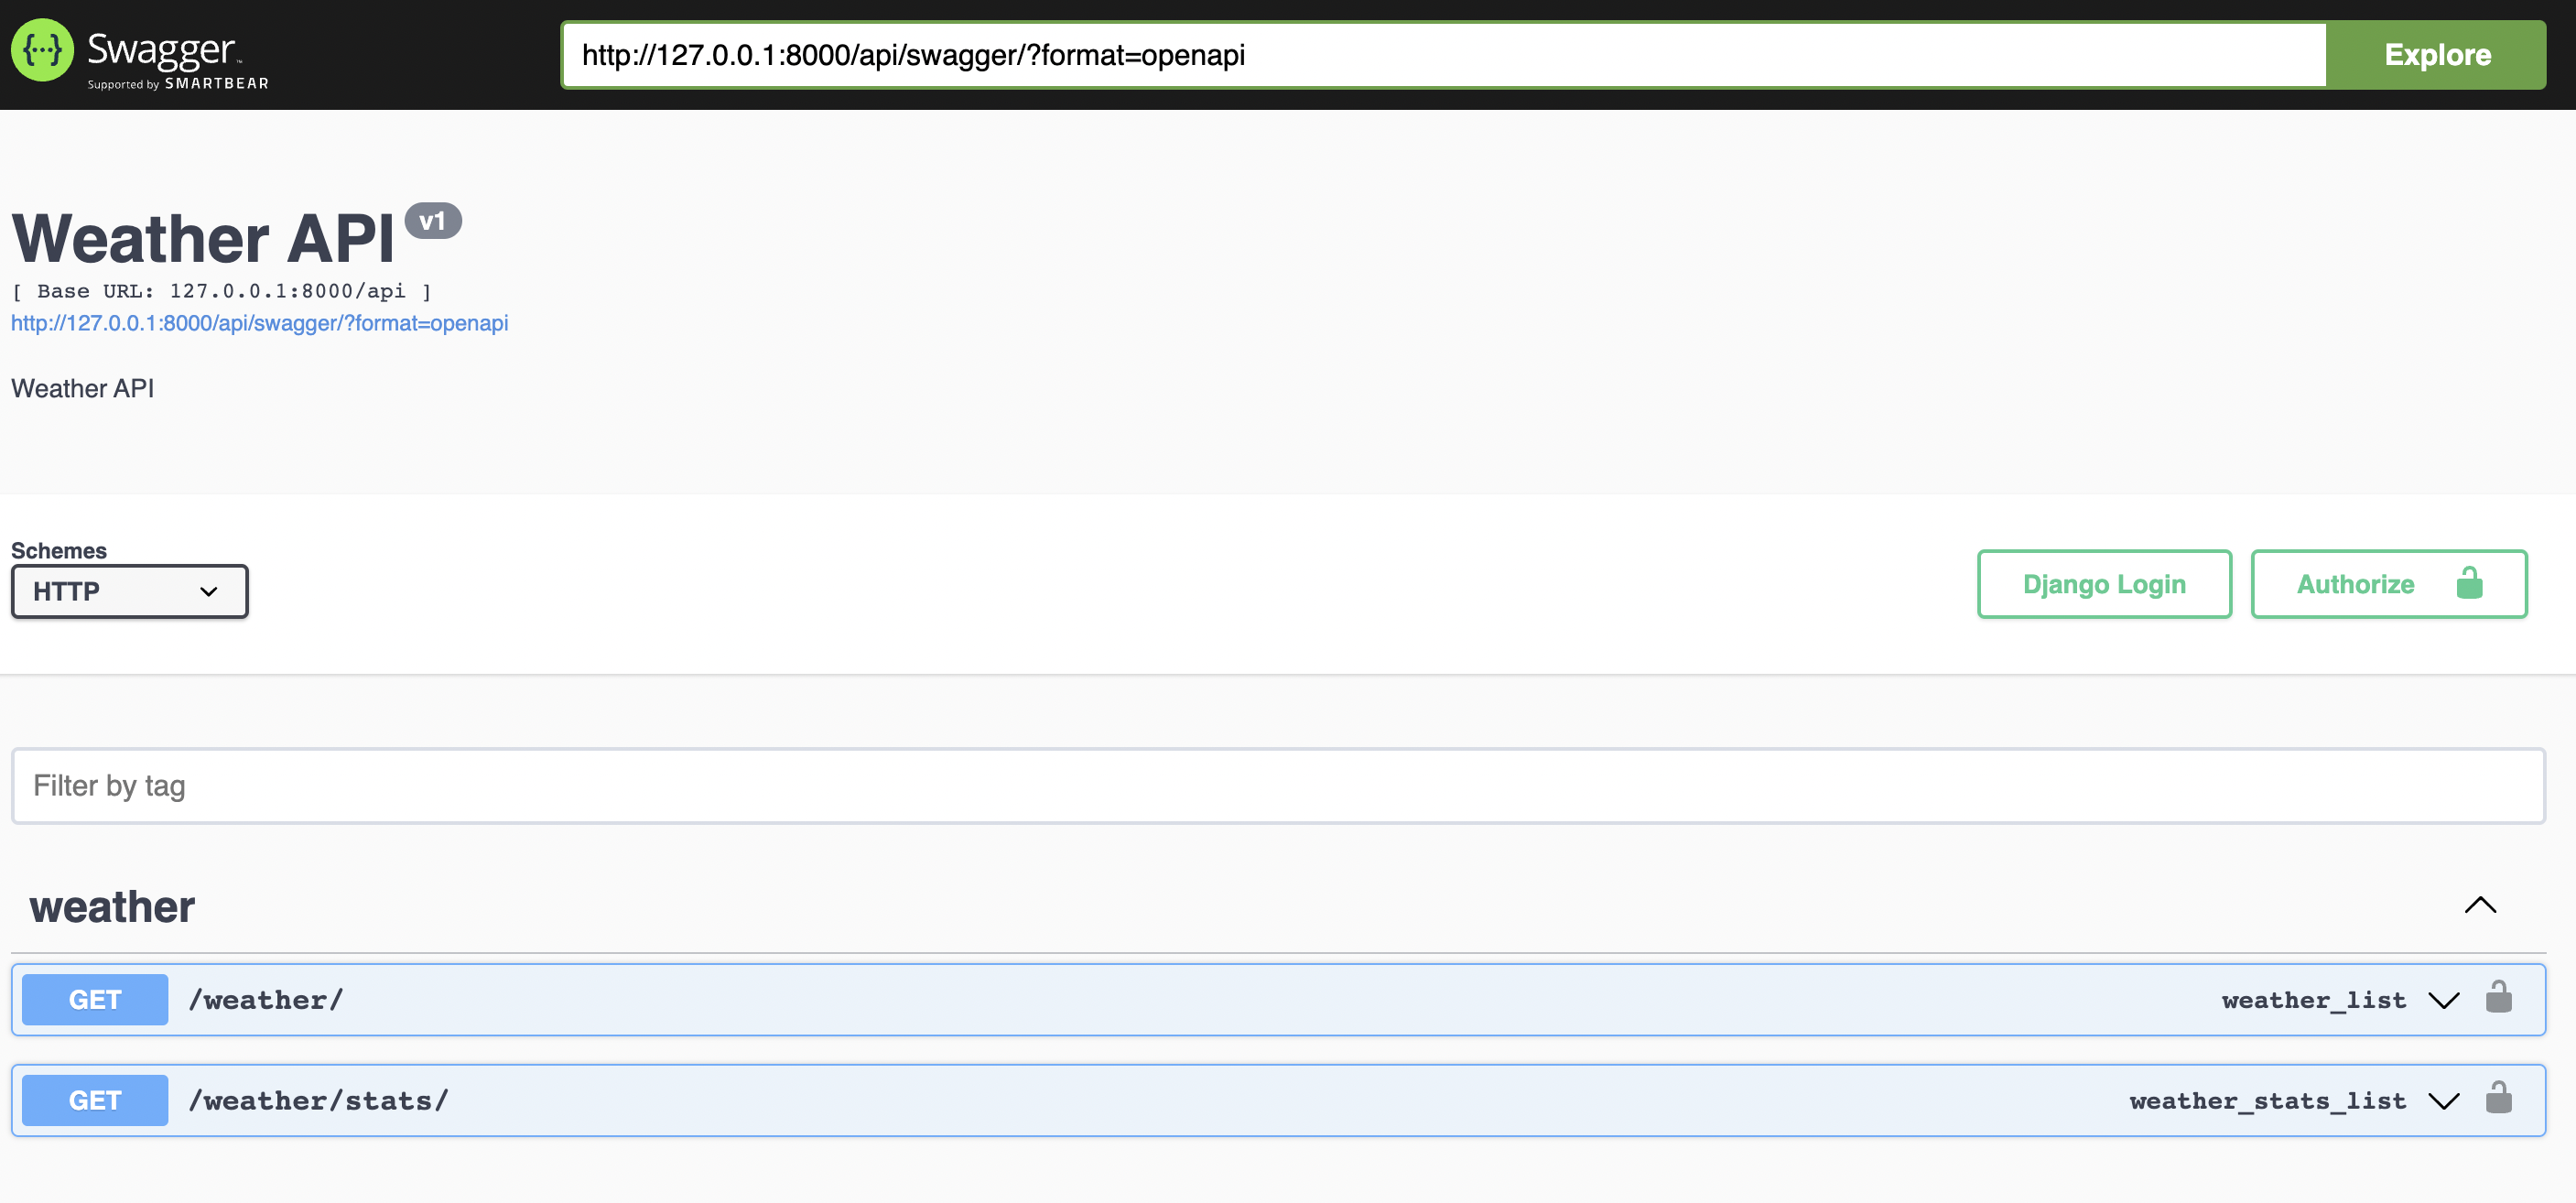 {···} Swagger™
Supported by SMARTBEAR
http://127.0.0.1:8000/api/swagger/?format=openapi
Explore
Weather API v1
[ Base URL: 127.0.0.1:8000/api ]
http://127.0.0.1:8000/api/swagger/?format=openapi
Weather API
Schemes
HTTP
Django Login
Authorize
Filter by tag
weather
GET /weather/ weather_list
GET /weather/stats/ weather_stats_list